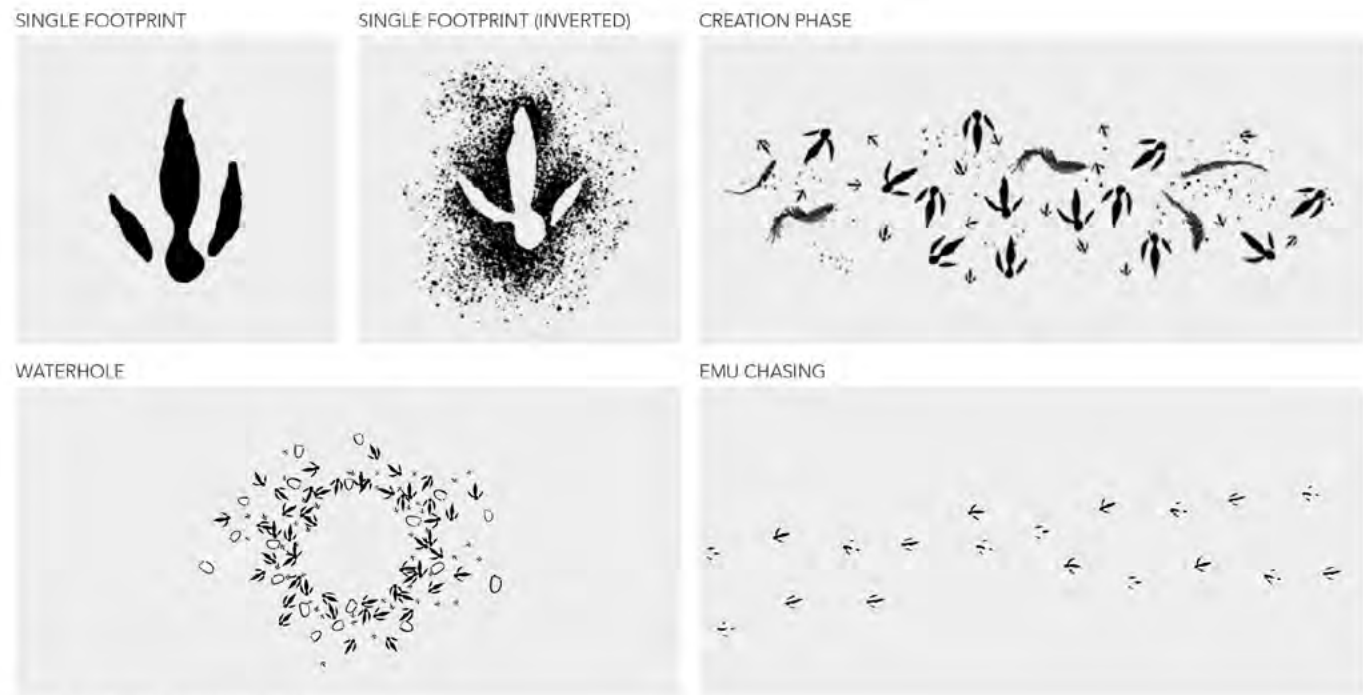 SINGLE FOOTPRINT
SINGLE FOOTPRINT (INVERTED)
CREATION PHASE
WATERHOLE
EMU CHASING